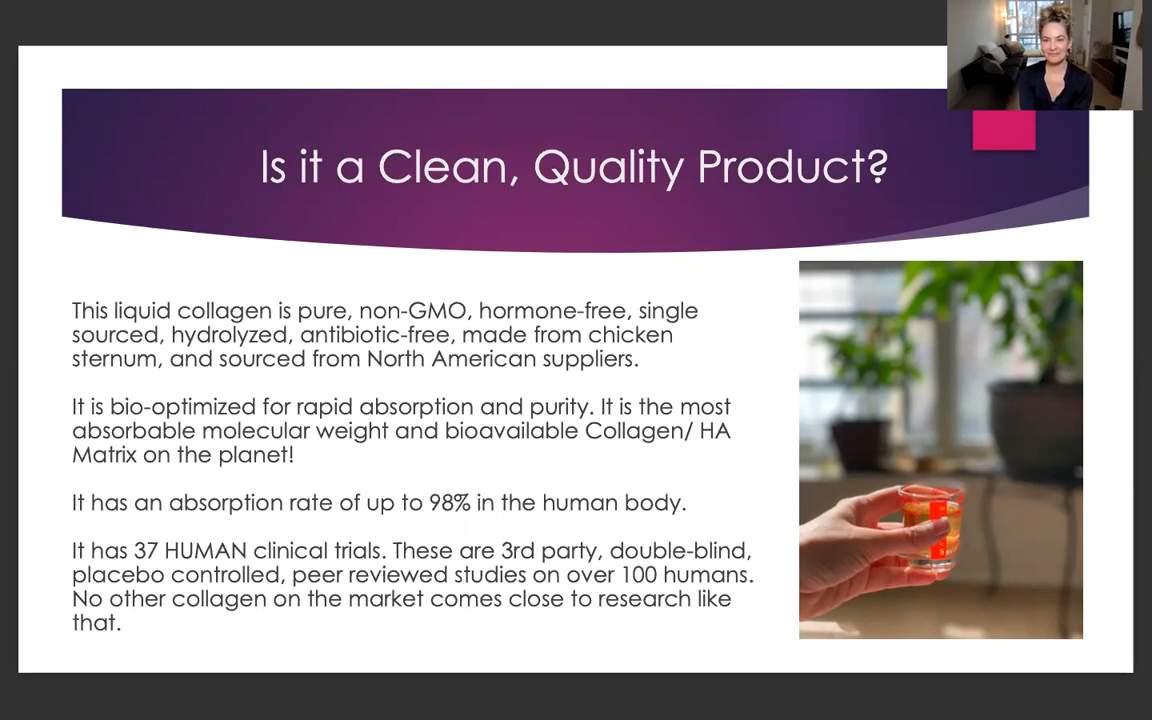 Is it a Clean, Quality Product?
This liquid collagen is pure, non-GMO, hormone-free, single
sourced, hydrolyzed, antibiotic-free, made from chicken
sternum, and sourced from North American suppliers.
It is bio-optimized for rapid absorption and purity. It is the most
absorbable molecular weight and bioavailable Collagen/ HA
Matrix on the planet!
It has an absorption rate of up to 98% in the human body.
It has 37 HUMAN clinical trials. These are 3rd party, double-blind,
placebo controlled, peer reviewed studies on over 100 humans.
No other collagen on the market comes close to research like
that.